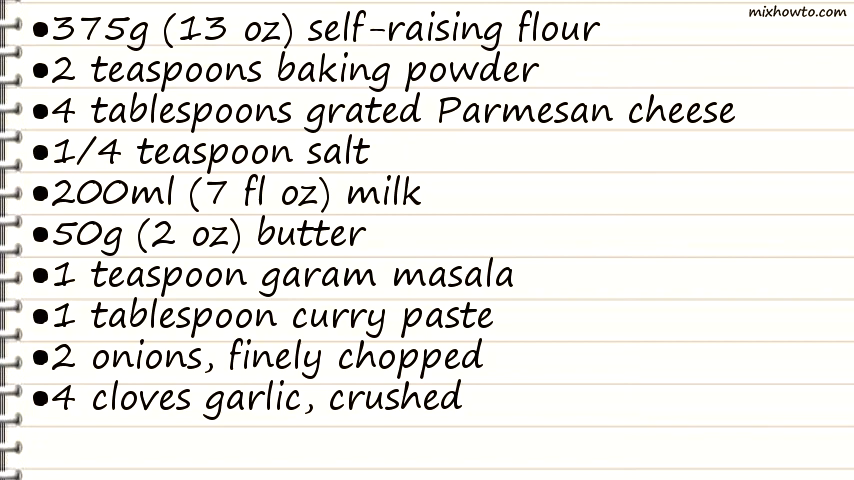 mixhowto.com
•375g (13 oz) self-raising flour
•2 teaspoons baking powder
•4 tablespoons grated Parmesan cheese
•1/4 teaspoon salt
•200ml (7 fl oz) milk
•50g (2 oz) butter
•1 teaspoon garam masala
•1 tablespoon curry paste
•2 onions, finely chopped
•4 cloves garlic, crushed